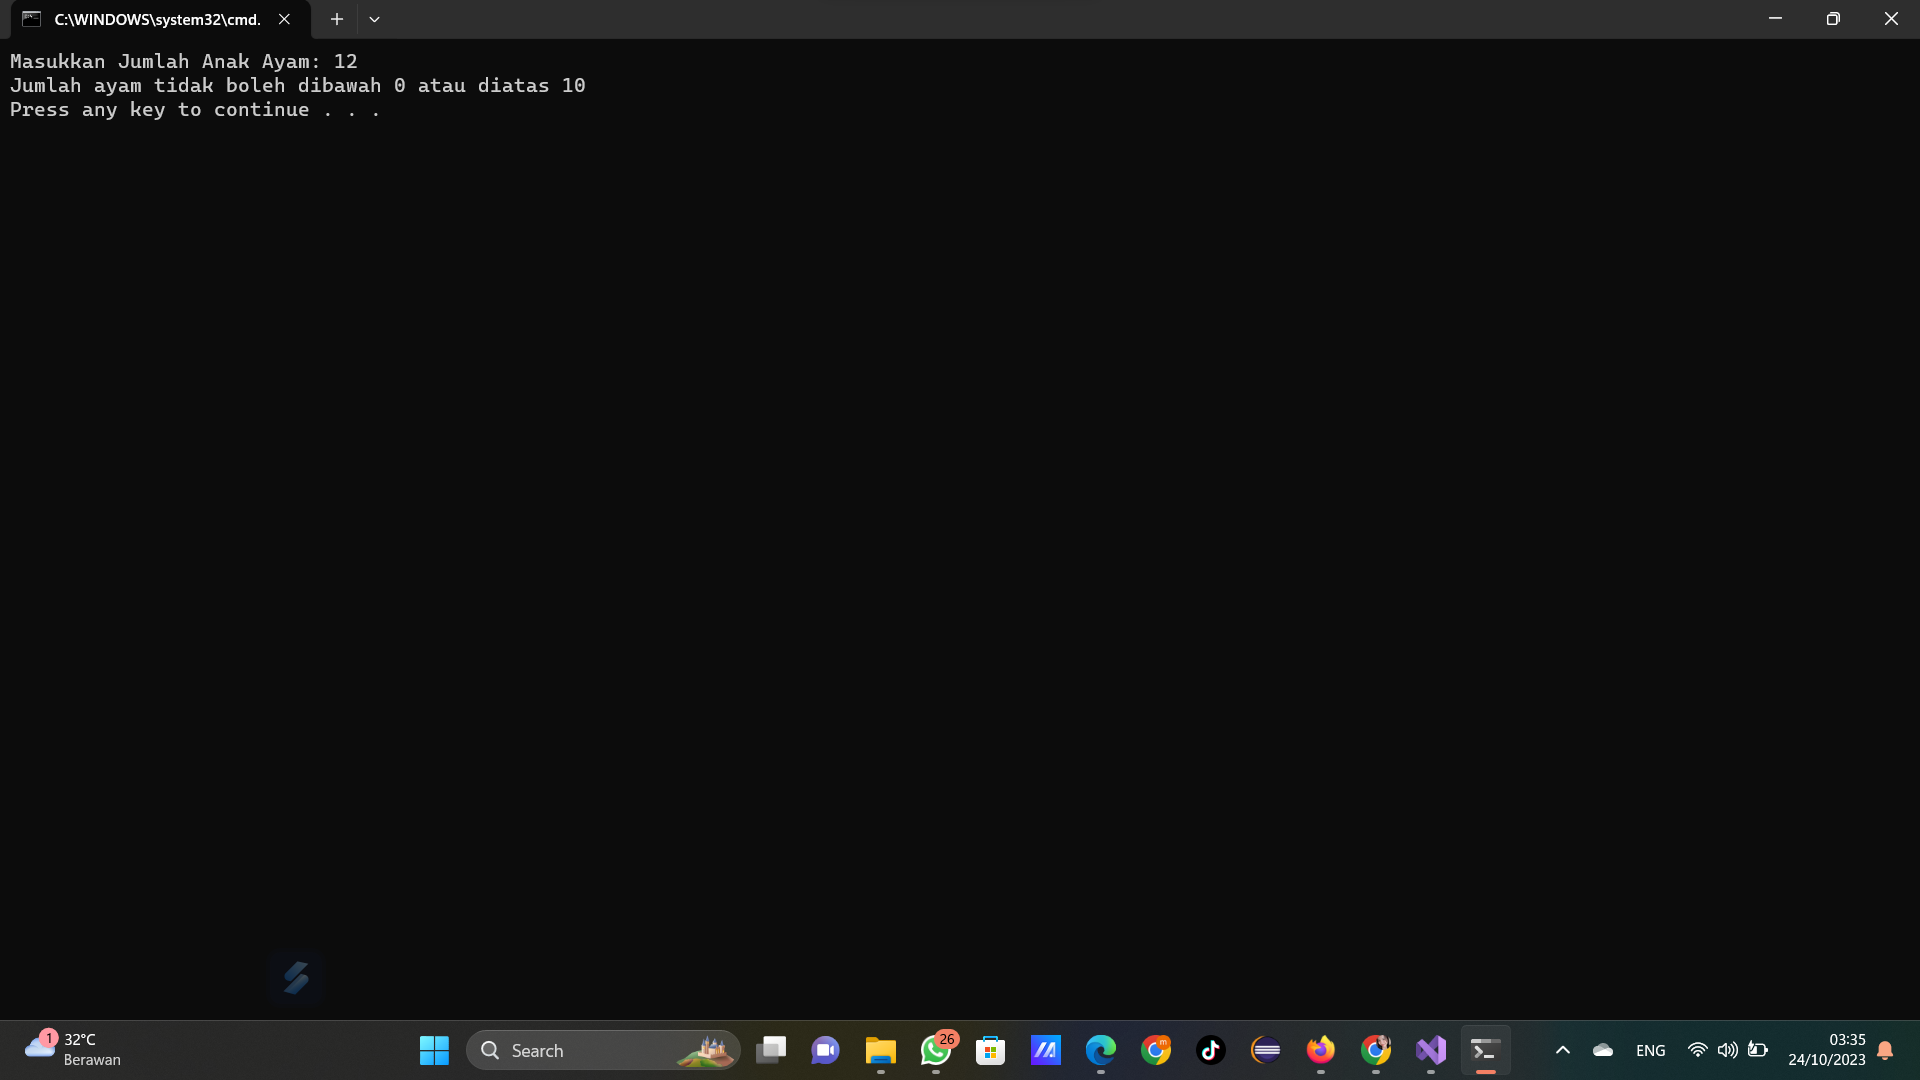 C:\WINDOWS\system32\cmd.
Masukkan Jumlah Anak Ayam: 12
Jumlah ayam tidak boleh dibawah 0 atau diatas 10
Press any key to continue . . .
1
32°C
Berawan
Search
26
m
ENG
03:35
24/10/2023